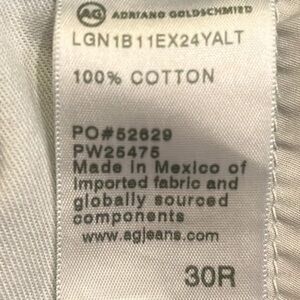 AG ADRIANO GOLDSCHMIED
LGN1B11EX24YALT
100% COTTON
PO#52629
PW25475
Made in Mexico of
imported fabric and
globally sourced
components
www.agjeans.com
30R